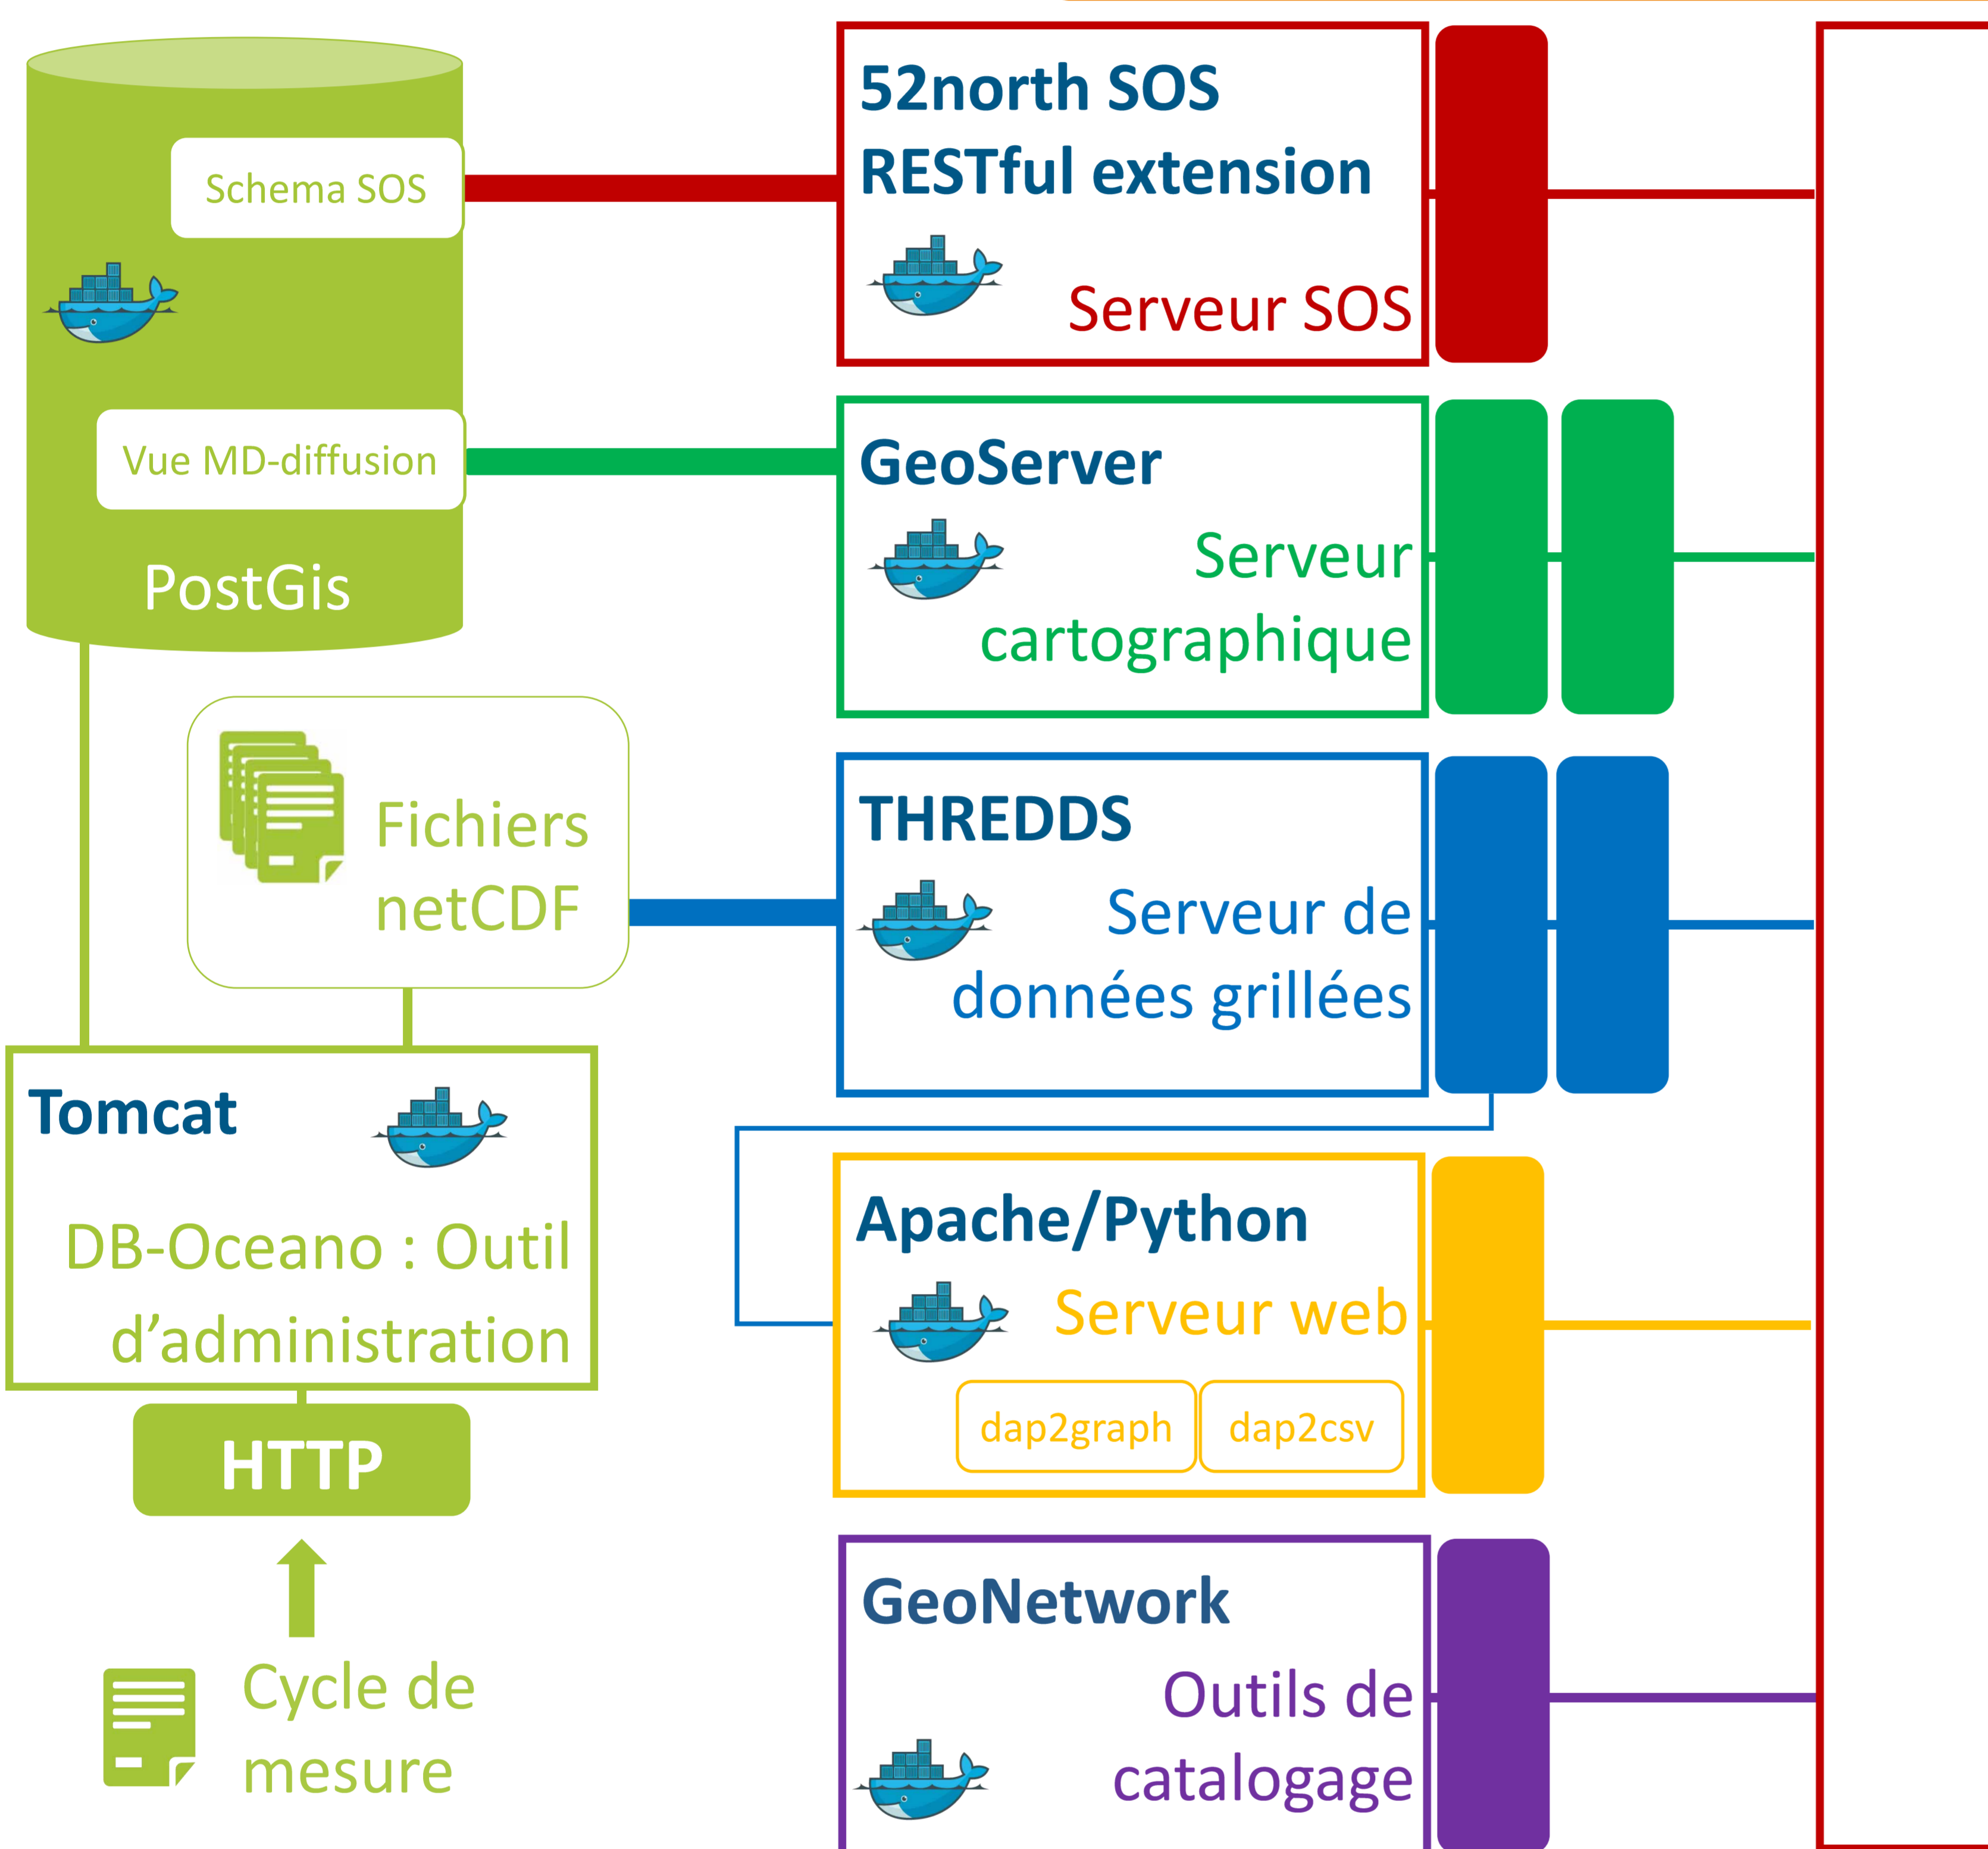 Schema SOS
Vue MD-diffusion
PostGis
Fichiers
netCDF
Tomcat
DB-Oceano : Outil
d’administration
HTTP
Cycle de
mesure
52north SOS
RESTful extension
Serveur SOS
GeoServer
Serveur
cartographique
THREDDS
Serveur de
données grillées
Apache/Python
Serveur web
dap2graph
dap2csv
GeoNetwork
Outils de
catalogage